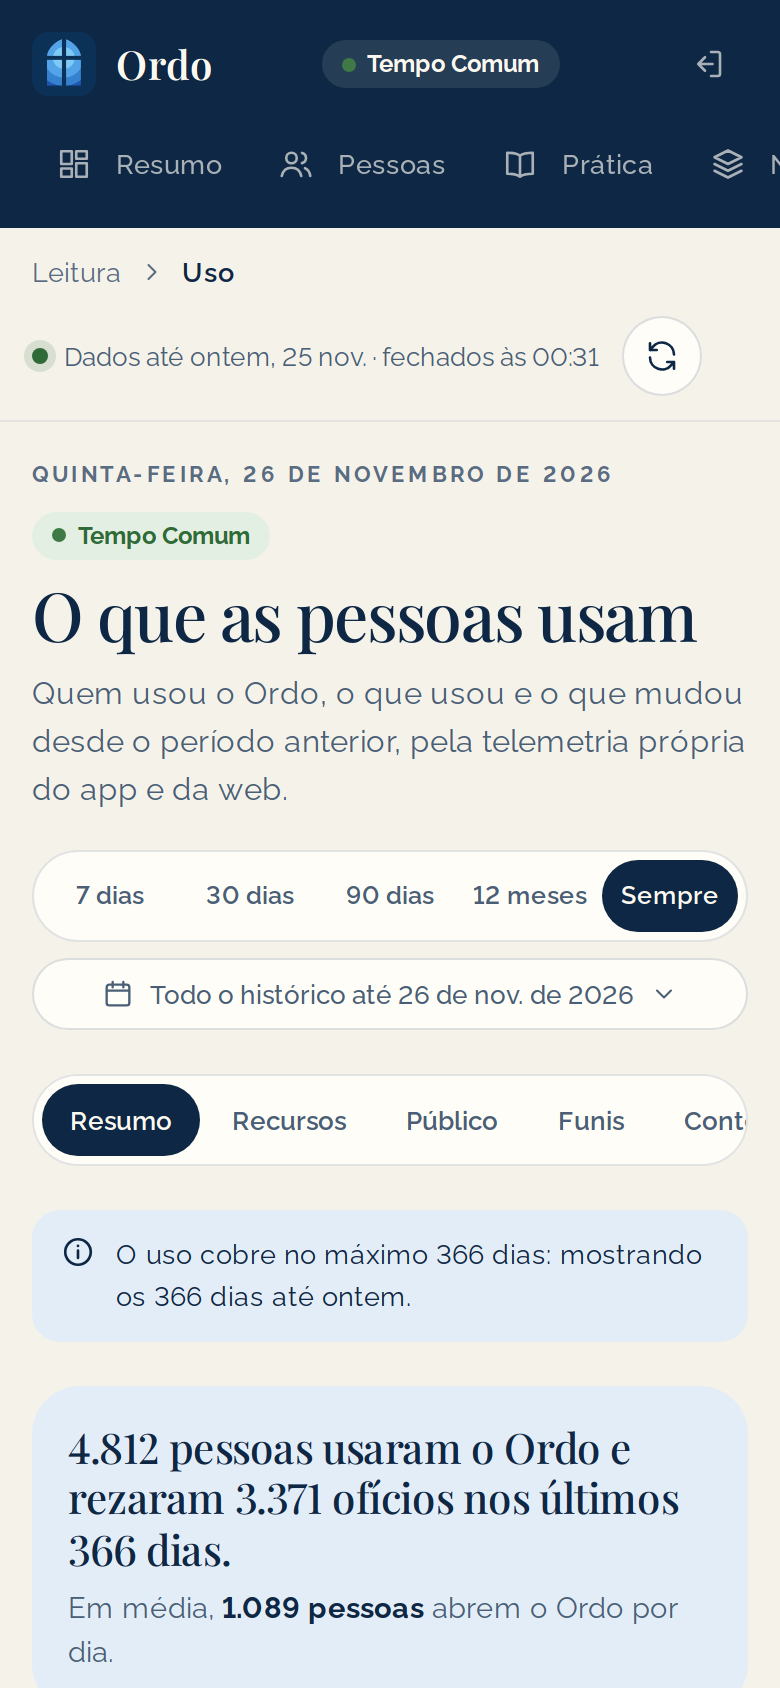 Ordo
Tempo Comum
Resumo Pessoas Prática
Leitura > Uso
Dados até ontem, 25 nov. · fechados às 00:31
QUINTA-FEIRA, 26 DE NOVEMBRO DE 2026
Tempo Comum
O que as pessoas usam
Quem usou o Ordo, o que usou e o que mudou
desde o período anterior, pela telemetria própria
do app e da web.
7 dias 30 dias 90 dias 12 meses Sempre
Todo o histórico até 26 de nov. de 2026
Resumo Recursos Público Funis
O uso cobre no máximo 366 dias: mostrando
os 366 dias até ontem.
4.812 pessoas usaram o Ordo e
rezaram 3.371 ofícios nos últimos
366 dias.
Em média, 1.089 pessoas abrem o Ordo por
dia.